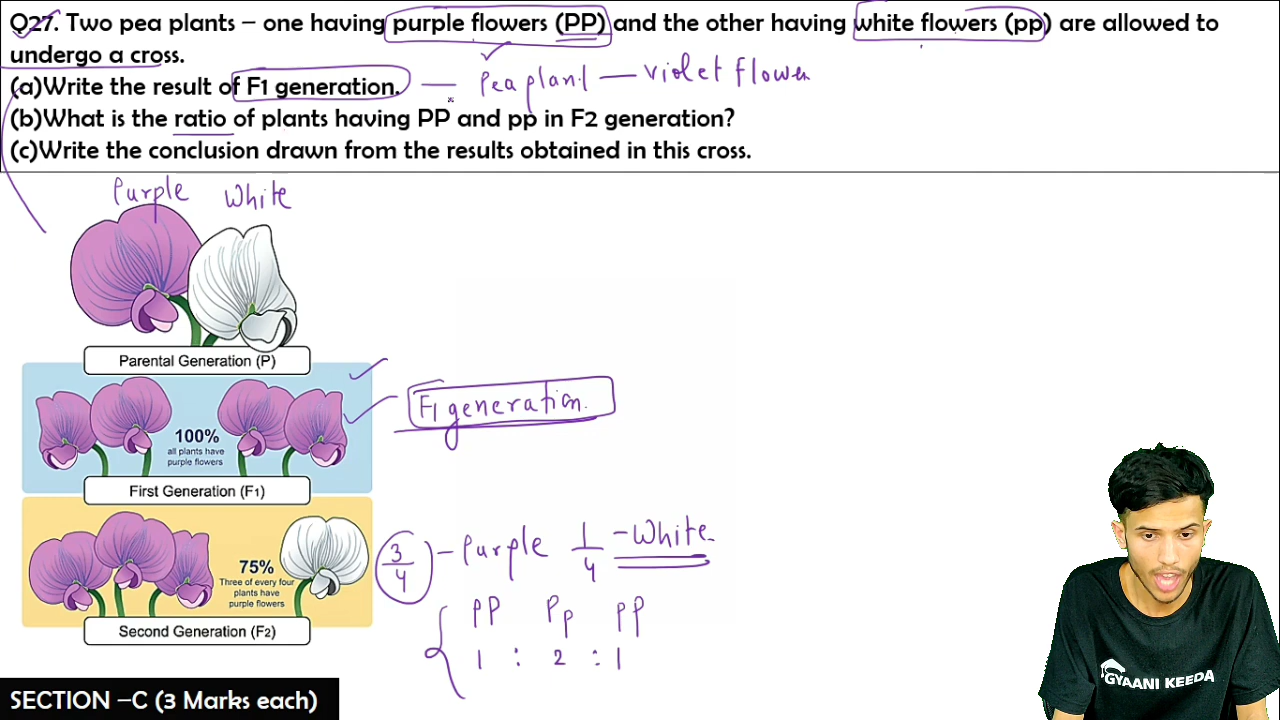 Q27. Two pea plants – one having purple flowers (PP) and the other having white flowers (pp) are allowed to
undergo a cross.
(a)Write the result of F1 generation. — Pea plant — violet flower
(b)What is the ratio of plants having PP and pp in F2 generation?
(c)Write the conclusion drawn from the results obtained in this cross.
Purple White
Parental Generation (P)
F1 generation.
100%
all plants have
purple flowers
First Generation (F1)
3/4 - Purple 1/4 - White
75%
Three of every four
plants have
purple flowers
PP Pp pp
Second Generation (F2)
1 : 2 : 1
GYAANI KEEDA
SECTION –C (3 Marks each)